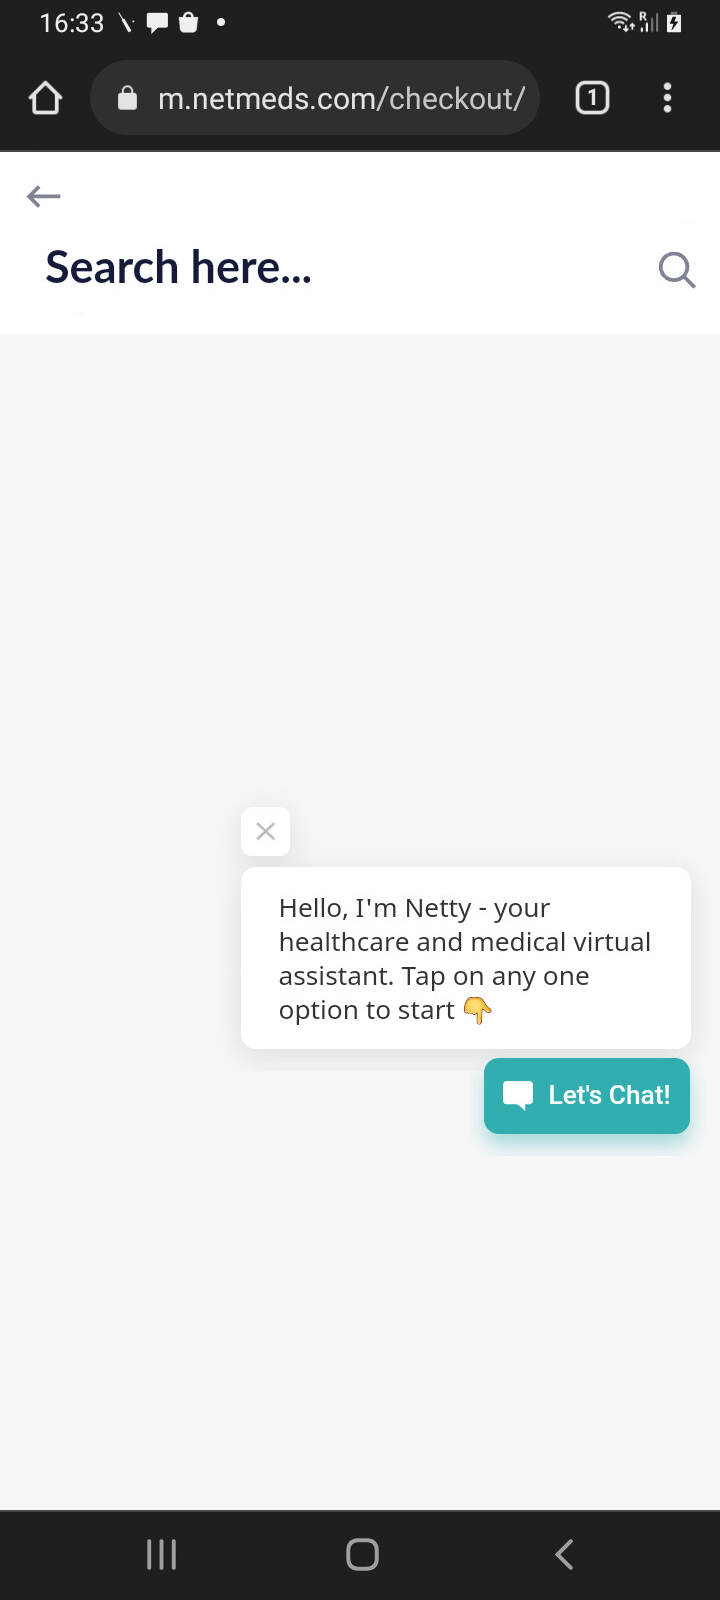 16:33
R
m.netmeds.com/checkout/
1
Search here...
Hello, I'm Netty - your
healthcare and medical virtual
assistant. Tap on any one
option to start 👇
Let's Chat!